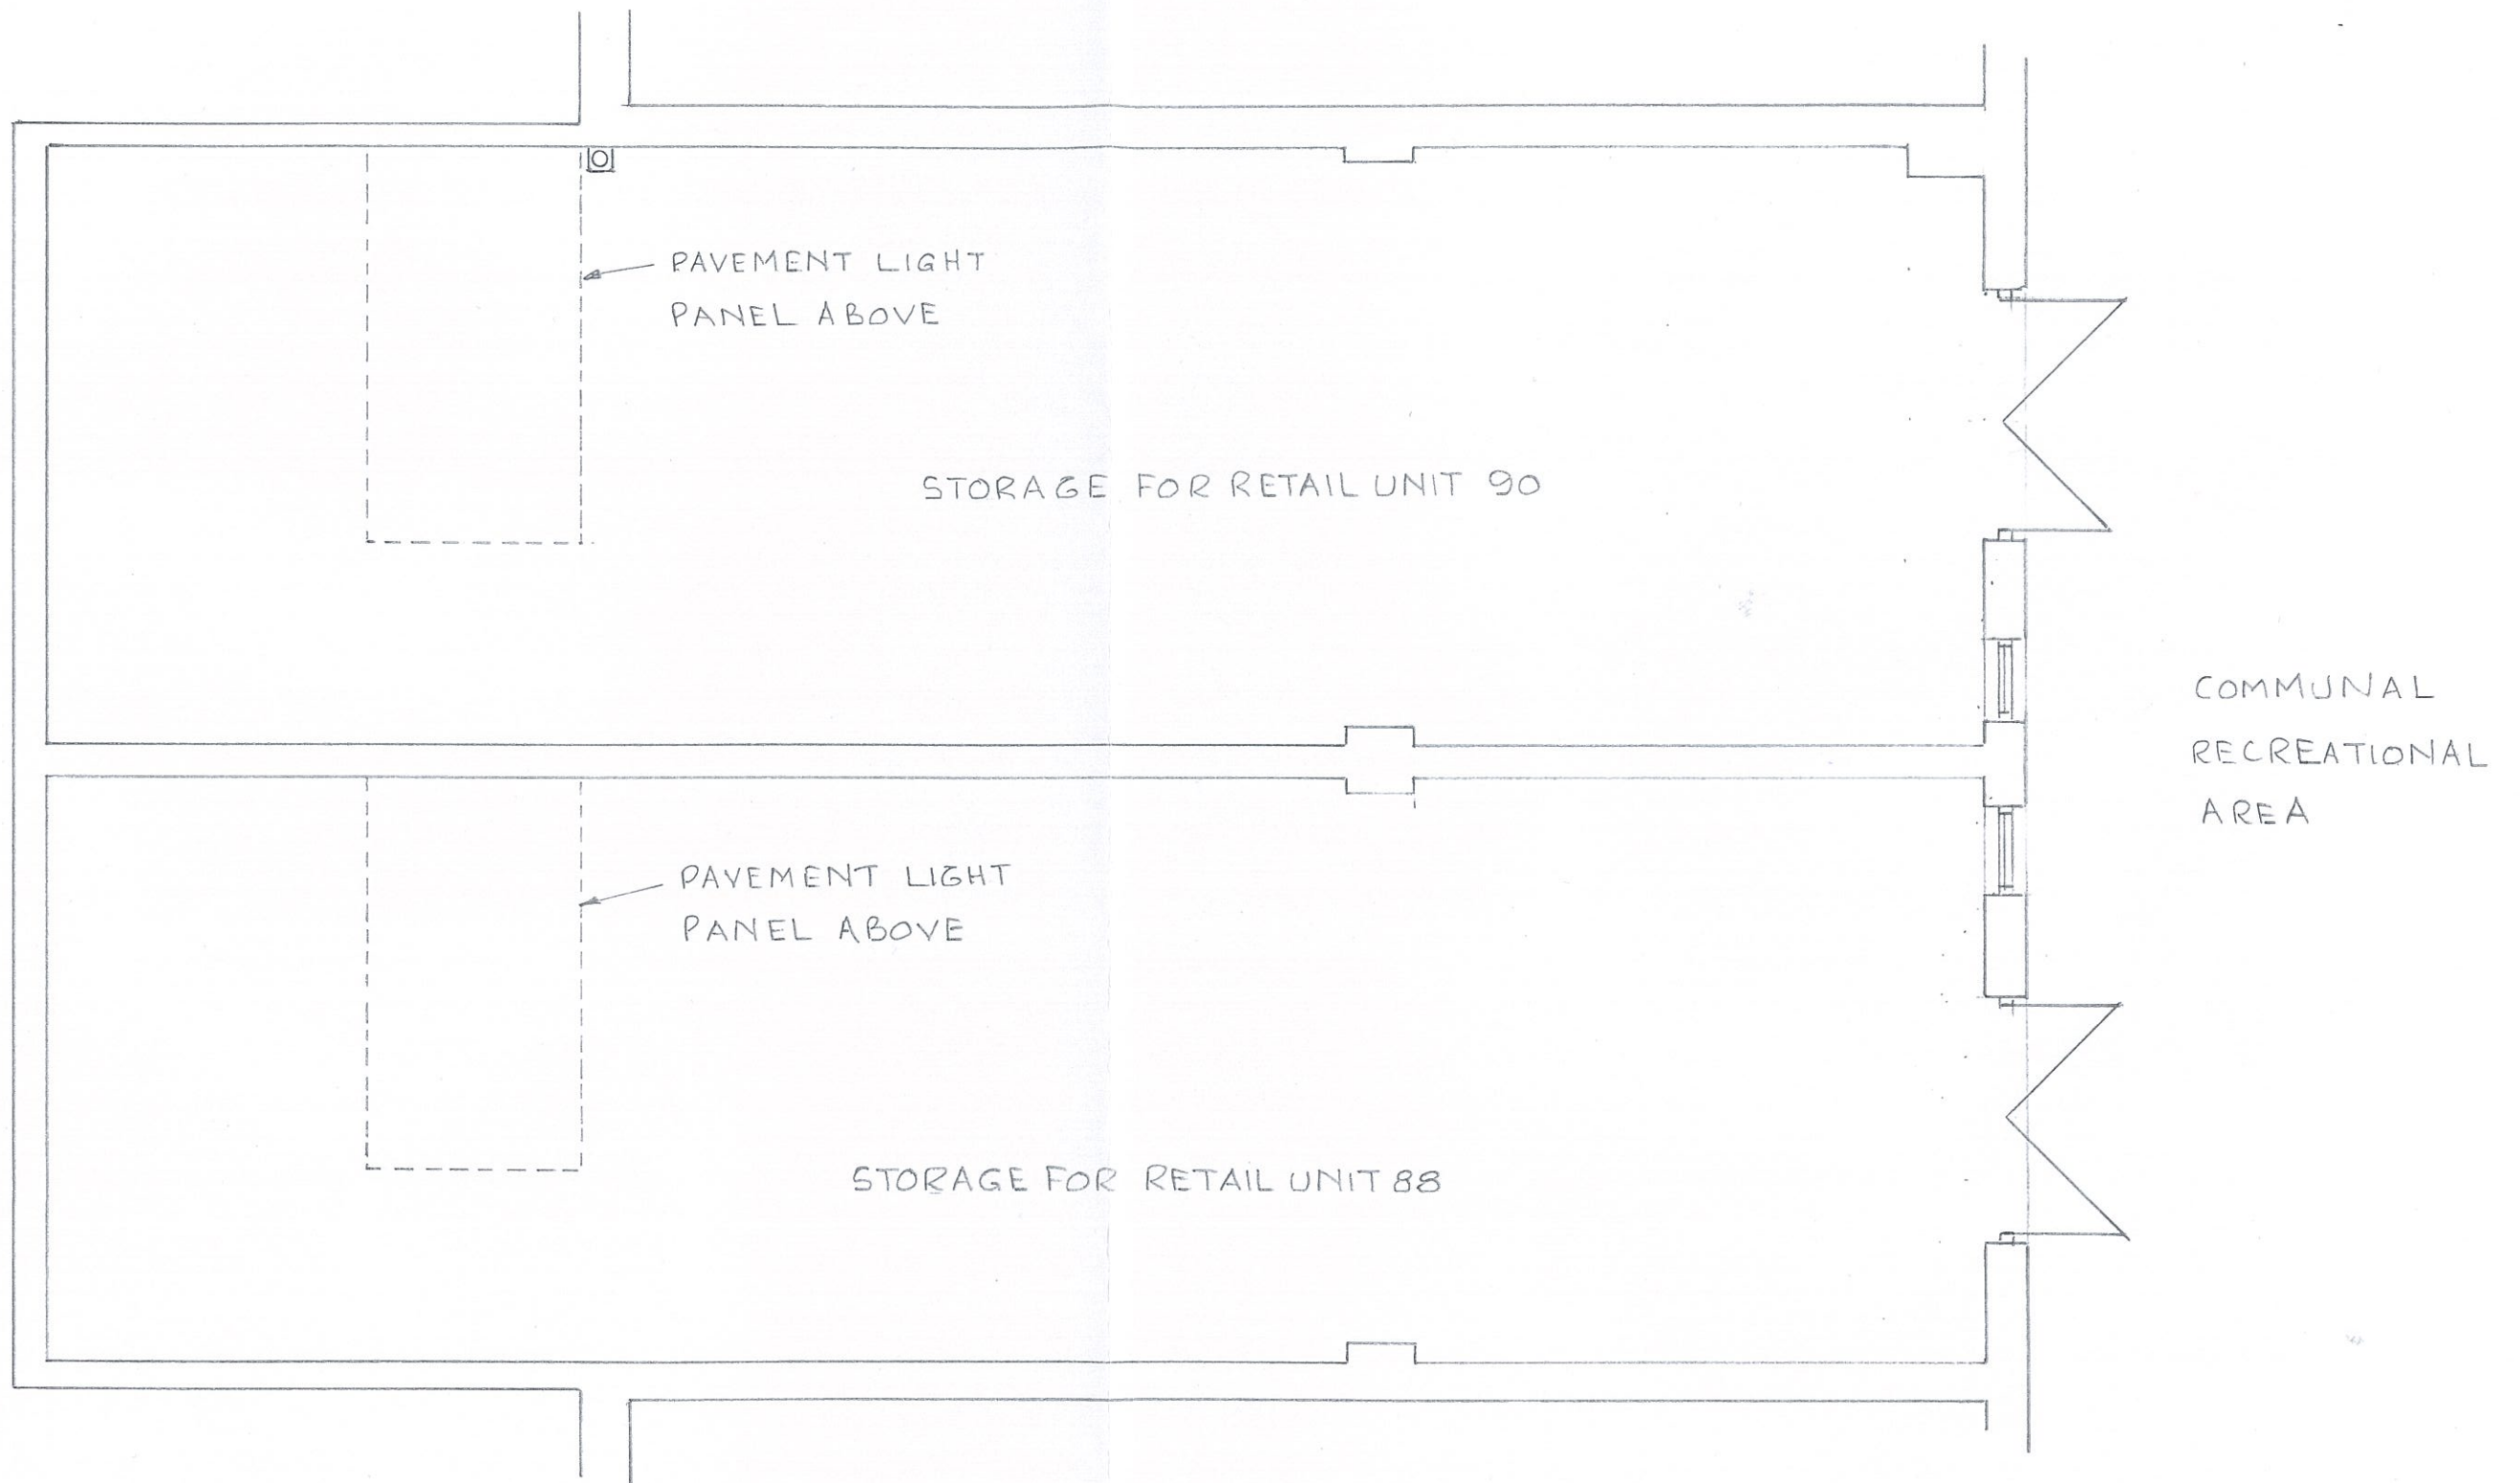 PAVEMENT LIGHT
PANEL ABOVE
STORAGE FOR RETAIL UNIT 90
COMMUNAL
RECREATIONAL
AREA
PAVEMENT LIGHT
PANEL ABOVE
STORAGE FOR RETAIL UNIT 88